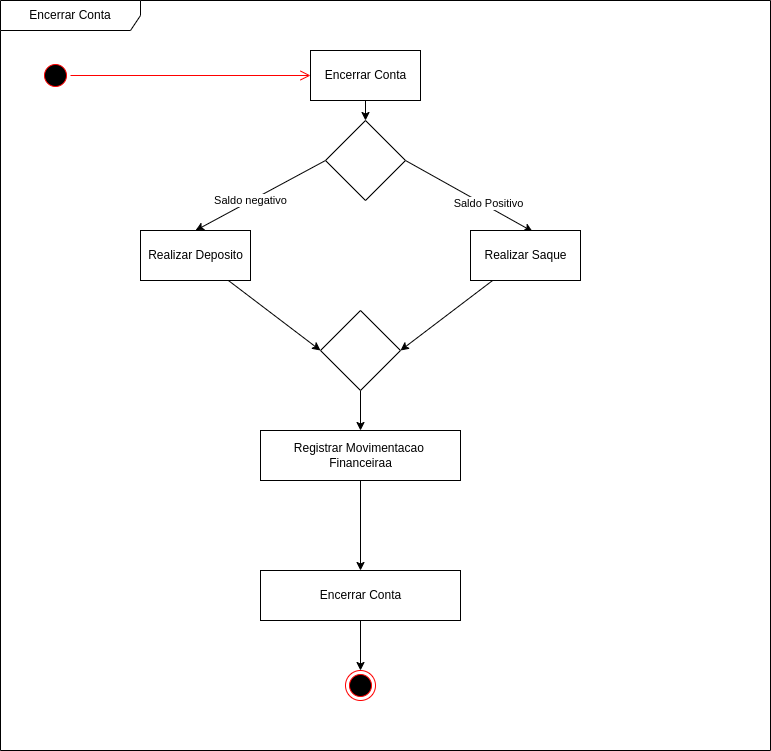 Encerrar Conta
Encerrar Conta
Saldo negativo
Saldo Positivo
Realizar Deposito
Realizar Saque
Registrar Movimentacao
Financeiraa
Encerrar Conta